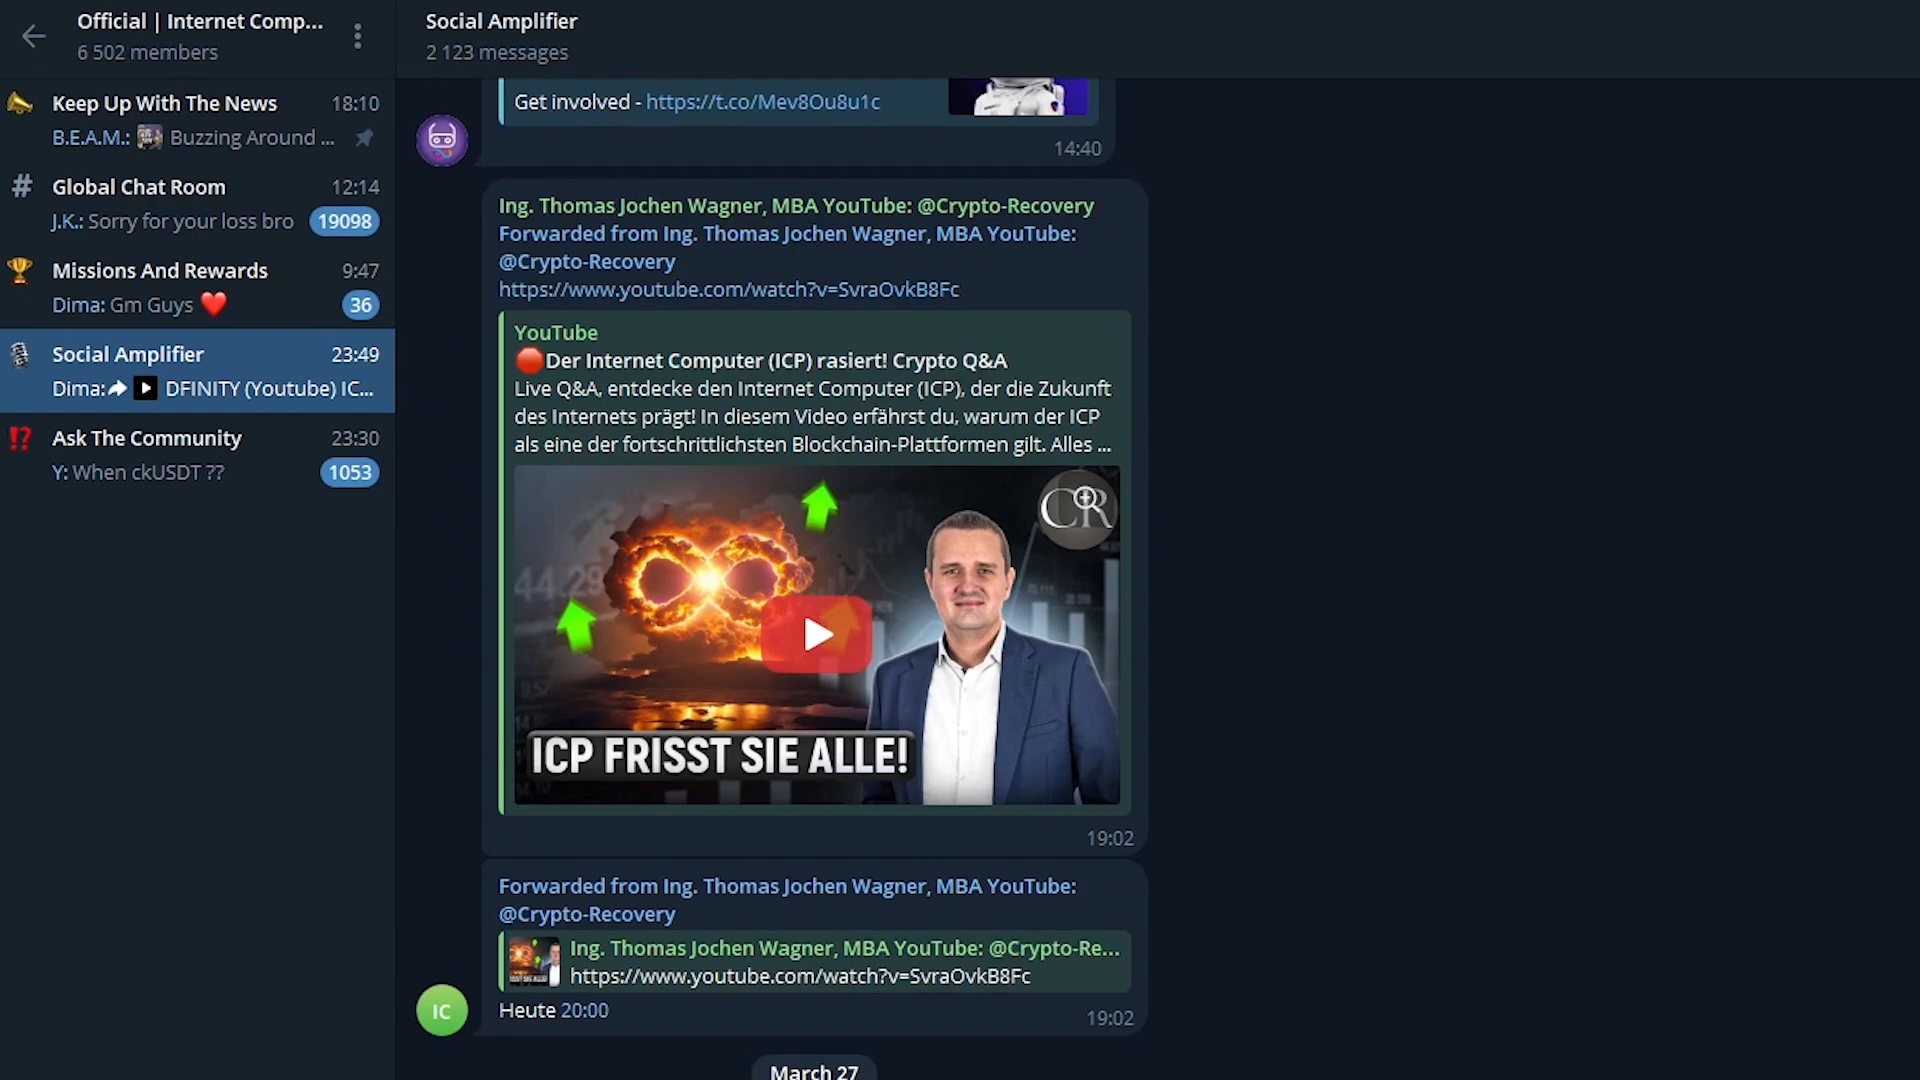 Official | Internet Comp...
6 502 members
Keep Up With The News 18:10
B.E.A.M.: Buzzing Around ...
# Global Chat Room 12:14
J.K.: Sorry for your loss bro 19098
Missions And Rewards 9:47
Dima: Gm Guys ❤️ 36
Social Amplifier 23:49
Dima: DFINITY (Youtube) IC...
⁉️ Ask The Community 23:30
Y: When ckUSDT ?? 1053
Social Amplifier
2 123 messages
Get involved - https://t.co/Mev8Ou8u1c
14:40
Ing. Thomas Jochen Wagner, MBA YouTube: @Crypto-Recovery
Forwarded from Ing. Thomas Jochen Wagner, MBA YouTube:
@Crypto-Recovery
https://www.youtube.com/watch?v=SvraOvkB8Fc
YouTube
🛑Der Internet Computer (ICP) rasiert! Crypto Q&A
Live Q&A, entdecke den Internet Computer (ICP), der die Zukunft
des Internets prägt! In diesem Video erfährst du, warum der ICP
als eine der fortschrittlichsten Blockchain-Plattformen gilt. Alles ...
CR
44.29
ICP FRISST SIE ALLE!
19:02
Forwarded from Ing. Thomas Jochen Wagner, MBA YouTube:
@Crypto-Recovery
Ing. Thomas Jochen Wagner, MBA YouTube: @Crypto-Re...
https://www.youtube.com/watch?v=SvraOvkB8Fc
IC
Heute 20:00
19:02
March 27